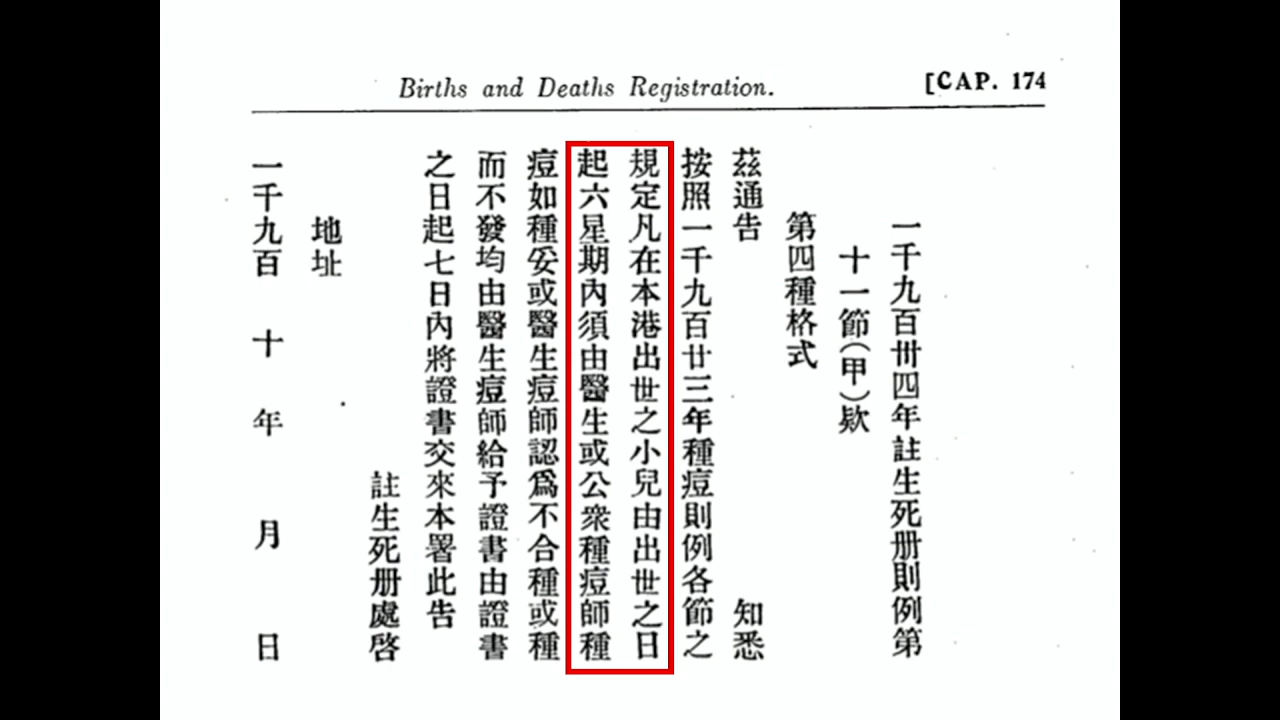 Births and Deaths Registration.
[CAP. 174
一千九百卅四年註生死册則例第
十一節(甲)欵
第四種格式
茲通告 知悉
按照一千九百廿三年種痘則例各節之
規定凡在本港出世之小兒由出世之日
起六星期內須由醫生或公衆種痘師種
痘如種妥或醫生痘師認爲不合種或種
而不發均由醫生痘師給予證書由證書
之日起七日內將證書交來本署此告
註生死册處啓
地址
一千九百 十 年 月 日